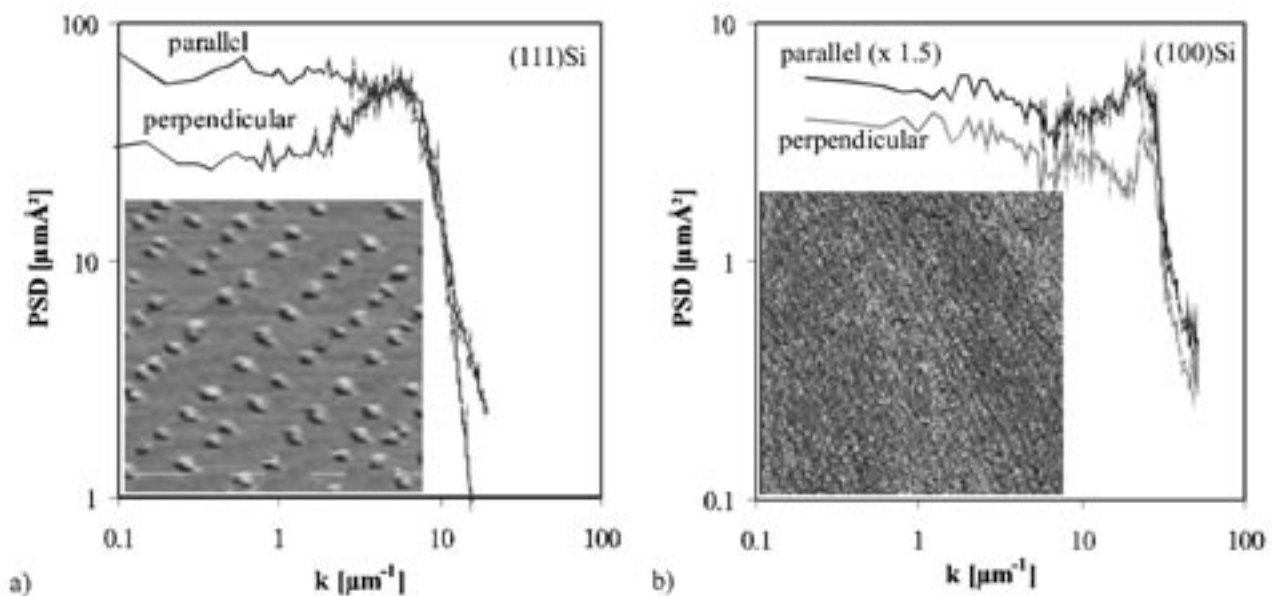 100
parallel
(111)Si
perpendicular
PSD [µmÅ²]
10
1
0.1
1
10
100
k [µm⁻¹]
a)
10
parallel (x 1.5)
(100)Si
perpendicular
PSD [µmÅ²]
1
0.1
0.1
1
10
100
k [µm⁻¹]
b)